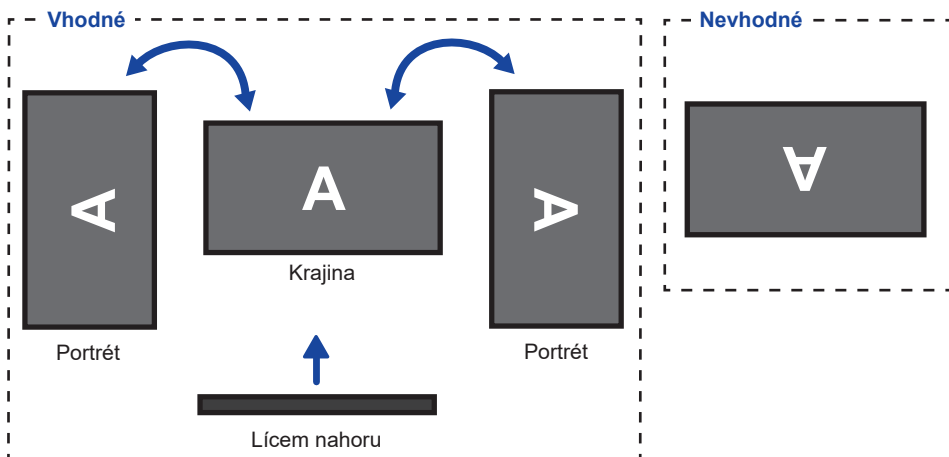 Vhodné
Nevhodné
A
A
A
A
Krajina
Portrét
Portrét
Lícem nahoru